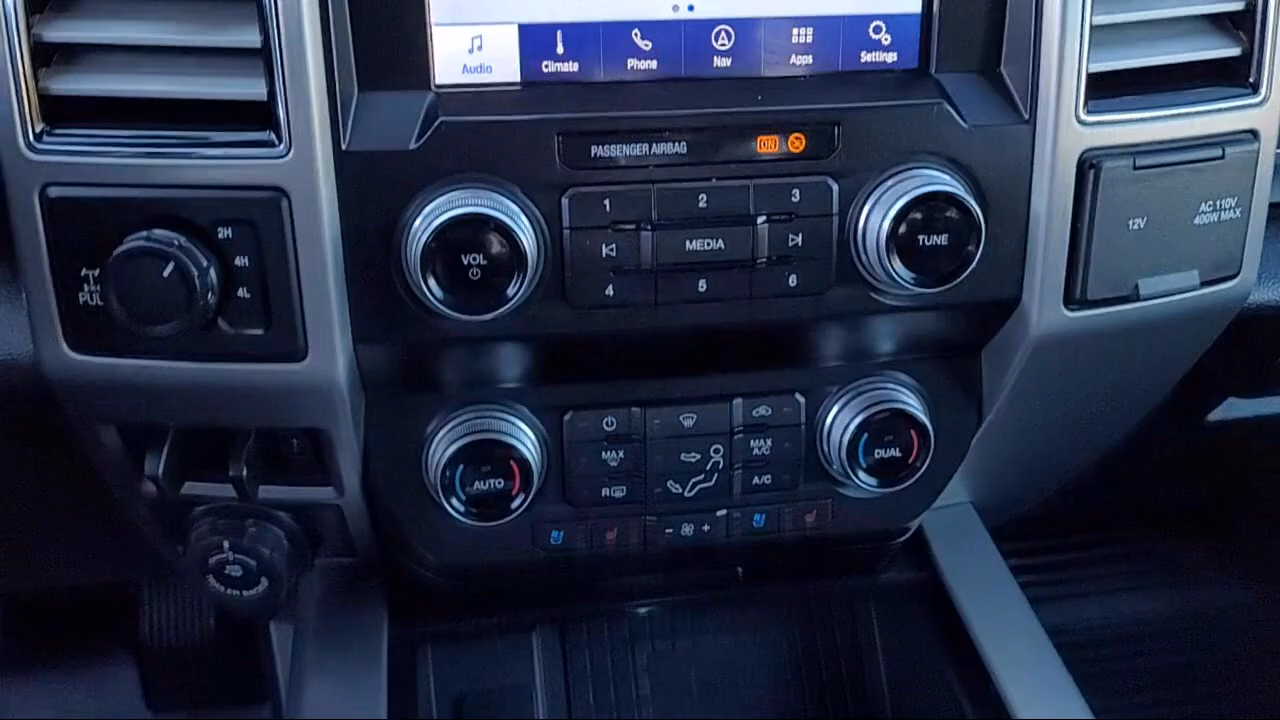 Audio
Climate
Phone
Nav
Apps
Settings
PASSENGER AIRBAG
ON
2H
4H
4L
PULL
VOL
1
2
3
MEDIA
4
5
6
TUNE
12V
AC 110V
400W MAX
AUTO
MAX
R
MAX
A/C
A/C
- +
DUAL